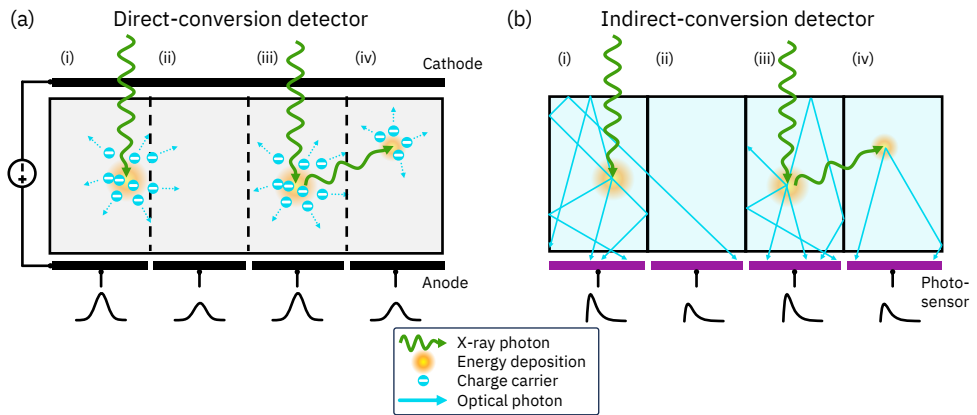 (a) Direct-conversion detector
(i) (ii) (iii) (iv)
Cathode
Anode
(b) Indirect-conversion detector
(i) (ii) (iii) (iv)
Photo-
sensor
X-ray photon
Energy deposition
Charge carrier
Optical photon